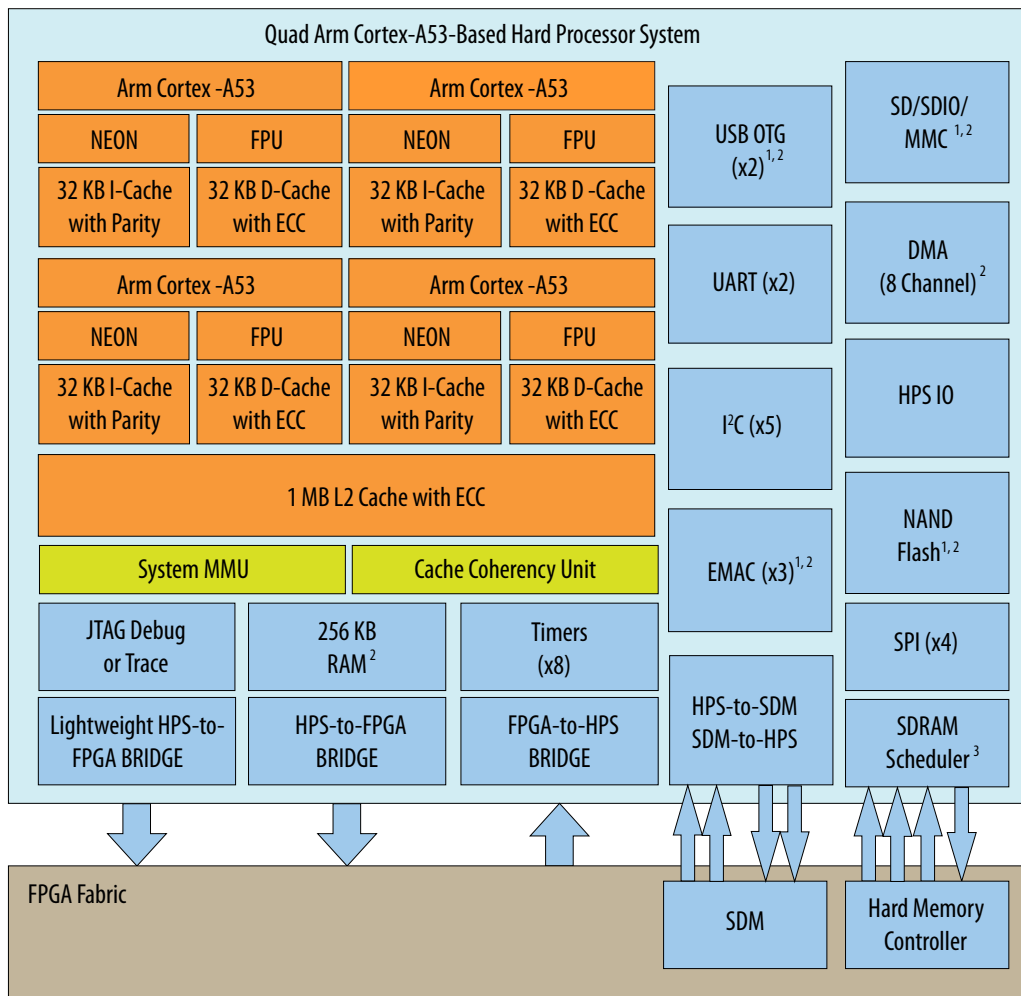 Quad Arm Cortex-A53-Based Hard Processor System
Arm Cortex -A53
NEON
FPU
32 KB I-Cache
with Parity
32 KB D-Cache
with ECC
Arm Cortex -A53
NEON
FPU
32 KB I-Cache
with Parity
32 KB D -Cache
with ECC
Arm Cortex -A53
NEON
FPU
32 KB I-Cache
with Parity
32 KB D-Cache
with ECC
Arm Cortex -A53
NEON
FPU
32 KB I-Cache
with Parity
32 KB D-Cache
with ECC
1 MB L2 Cache with ECC
System MMU
Cache Coherency Unit
JTAG Debug
or Trace
256 KB
RAM ²
Timers
(x8)
Lightweight HPS-to-
FPGA BRIDGE
HPS-to-FPGA
BRIDGE
FPGA-to-HPS
BRIDGE
USB OTG
(x2)¹,²
UART (x2)
I²C (x5)
EMAC (x3)¹,²
HPS-to-SDM
SDM-to-HPS
SD/SDIO/
MMC ¹,²
DMA
(8 Channel) ²
HPS IO
NAND
Flash¹,²
SPI (x4)
SDRAM
Scheduler ³
FPGA Fabric
SDM
Hard Memory
Controller